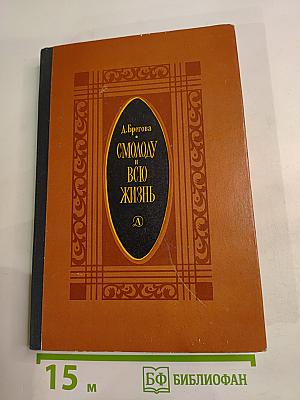 Д. Брегова
СМОЛОДУ
и
ВСЮ
ЖИЗНЬ
Д
15 м
БФ БИБЛИОФАН